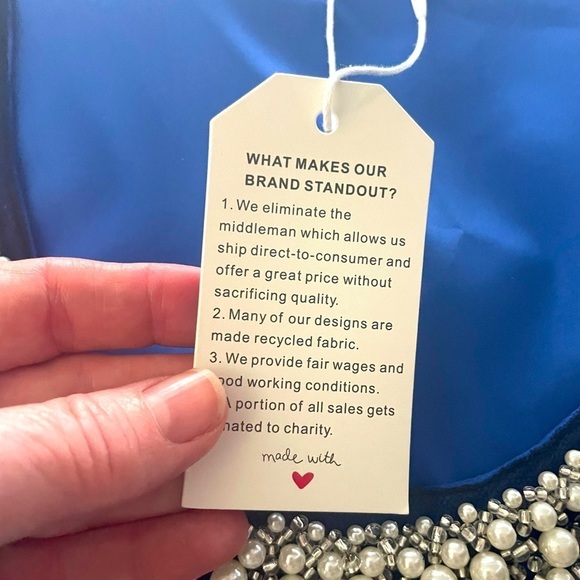 WHAT MAKES OUR
BRAND STANDOUT?
1. We eliminate the
middleman which allows us
ship direct-to-consumer and
offer a great price without
sacrificing quality.
2. Many of our designs are
made recycled fabric.
3. We provide fair wages and
ood working conditions.
A portion of all sales gets
nated to charity.
made with